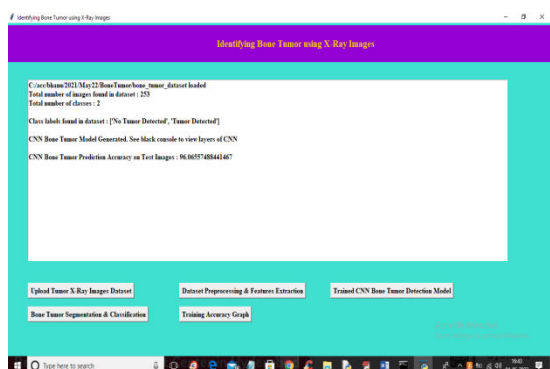 Identifying Bone Tumor using X-Ray Images
Identifying Bone Tumor using X-Ray Images
C:/acc/bhanu/2021/May22/BoneTumor/bone_tumor_dataset loaded
Total number of images found in dataset : 253
Total number of classes : 2
Class labels found in dataset : ['No Tumor Detected', 'Tumor Detected']
CNN Bone Tumor Model Generated. See black console to view layers of CNN
CNN Bone Tumor Prediction Accuracy on Test Images : 96.06557488441467
Upload Tumor X-Ray Images Dataset
Dataset Preprocessing & Features Extraction
Trained CNN Bone Tumor Detection Model
Bone Tumor Segmentation & Classification
Training Accuracy Graph
Type here to search